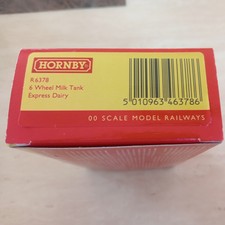 HORNBY
R6378
6 Wheel Milk Tank
Express Dairy
5 010963 463786
00 SCALE MODEL RAILWAYS